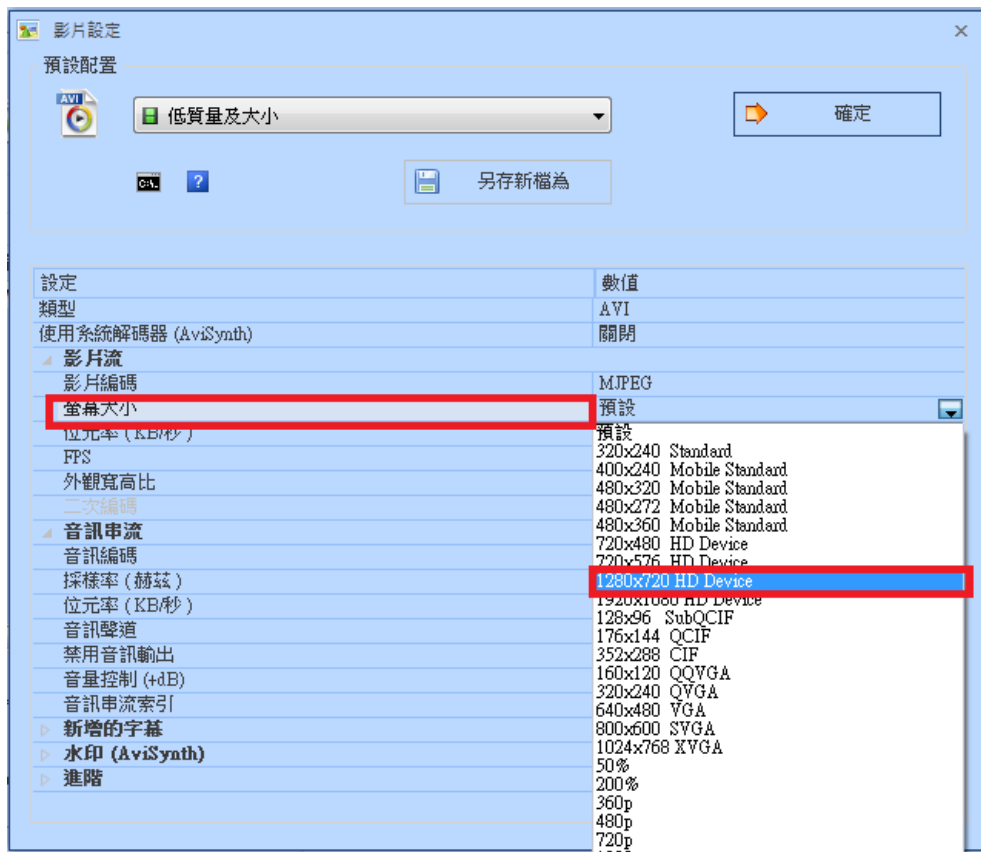 影片設定
預設配置
AVI
低質量及大小
確定
C:\.
?
另存新檔為
設定 數值
類型 AVI
使用系統解碼器 (AviSynth) 關閉
影片流
影片編碼 MJPEG
螢幕大小 預設
位元率 (KB/秒)
FPS
外觀寬高比
二次編碼
音訊串流
音訊編碼
採樣率 (赫茲)
位元率 (KB/秒)
音訊聲道
禁用音訊輸出
音量控制 (+dB)
音訊串流索引
新增的字幕
水印 (AviSynth)
進階
預設
320x240 Standard
400x240 Mobile Standard
480x320 Mobile Standard
480x272 Mobile Standard
480x360 Mobile Standard
720x480 HD Device
720x576 HD Device
1280x720 HD Device
1920x1080 HD Device
128x96 SubQCIF
176x144 QCIF
352x288 CIF
160x120 QQVGA
320x240 QVGA
640x480 VGA
800x600 SVGA
1024x768 XVGA
50%
200%
360p
480p
720p